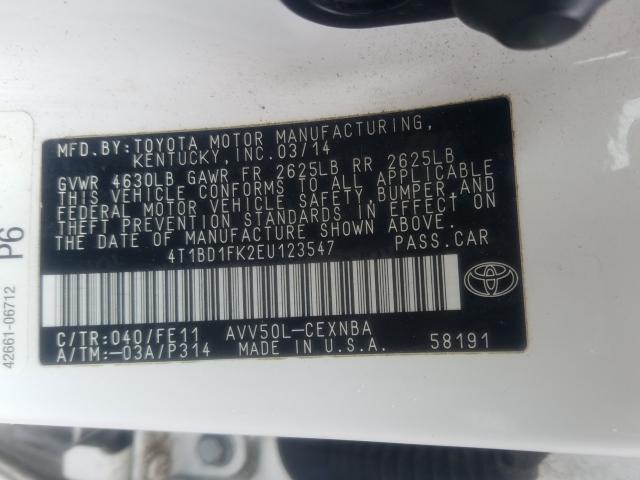 MFD. BY: TOYOTA MOTOR MANUFACTURING,
KENTUCKY, INC. 03/14
GVWR 4630LB GAWR FR 2625LB RR 2625LB
THIS VEHICLE CONFORMS TO ALL APPLICABLE
FEDERAL MOTOR VEHICLE SAFETY, BUMPER, AND
THEFT PREVENTION STANDARDS IN EFFECT ON
THE DATE OF MANUFACTURE SHOWN ABOVE.
4T1BD1FK2EU123547 PASS.CAR
C/TR:040/FE11 AVV50L-CEXNBA
A/TM:-03A/P314 MADE IN U.S.A. 58191
42661-06712 P6